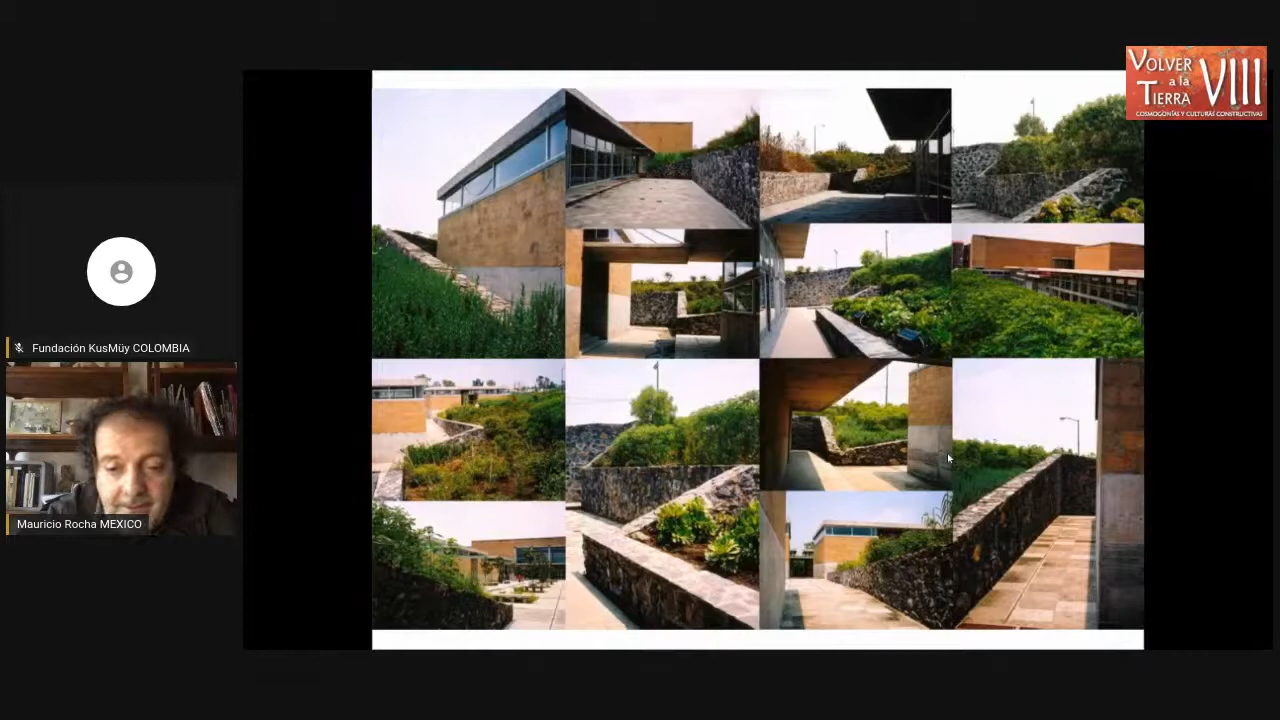 VOLVER
a la
TIERRA
VIII
COSMOGONÍAS Y CULTURAS CONSTRUCTIVAS
Fundación KusMüy COLOMBIA
Mauricio Rocha MEXICO